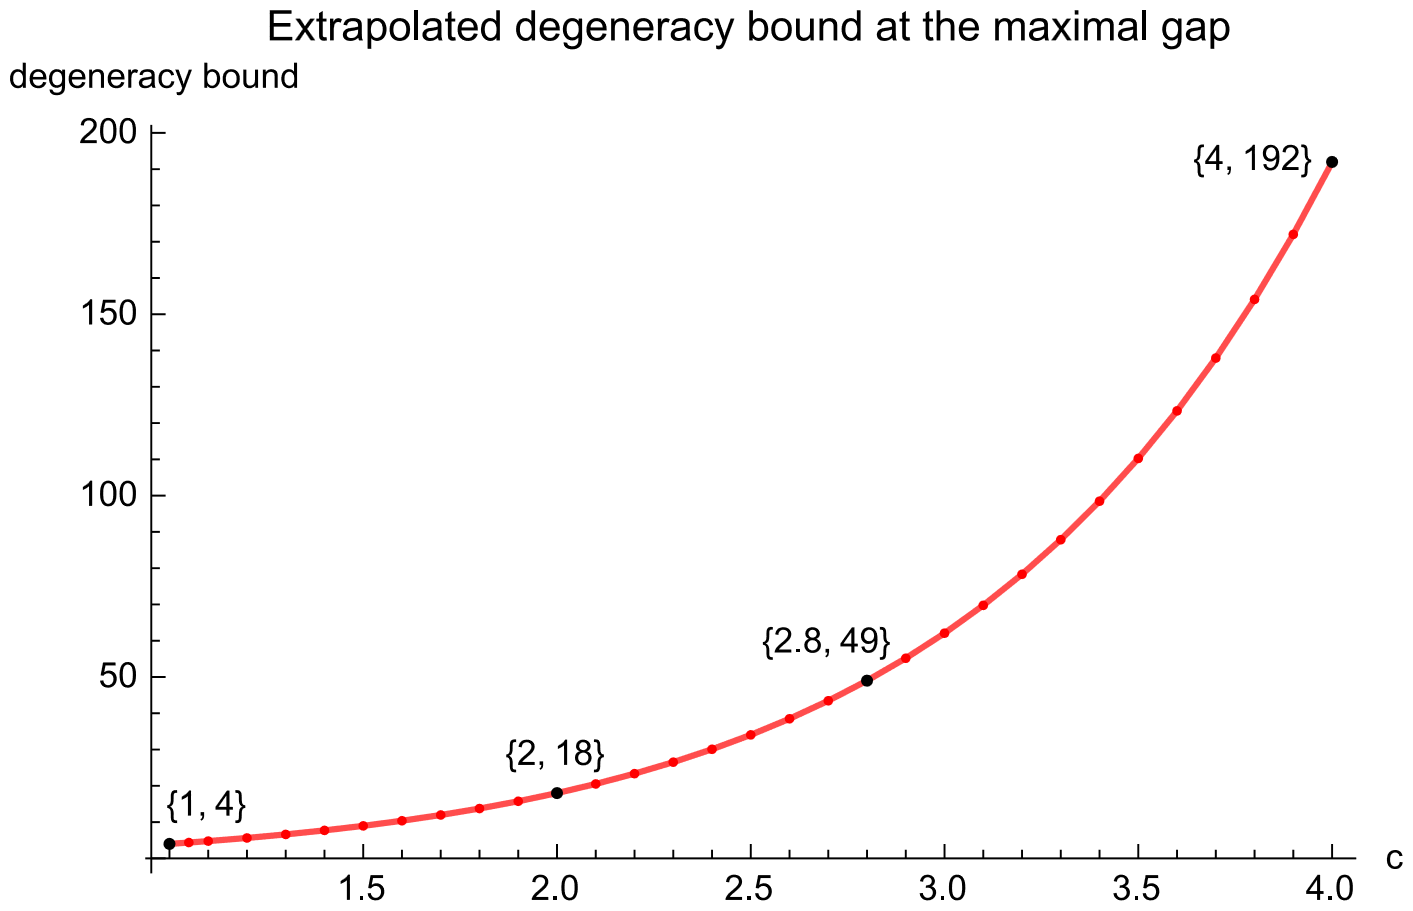 Extrapolated degeneracy bound at the maximal gap
degeneracy bound
200
{4, 192}
150
100
{2.8, 49}
50
{2, 18}
{1, 4}
c
1.5 2.0 2.5 3.0 3.5 4.0